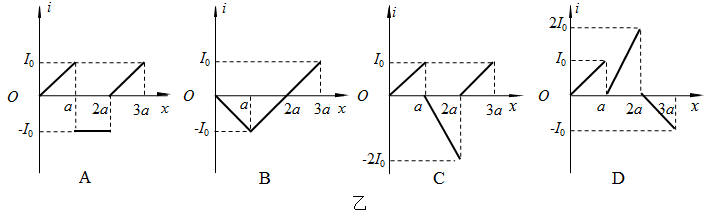 i i i i
I₀ I₀ I₀ 2I₀ I₀
O a 2a 3a x O a 2a 3a x O a 2a 3a x O a 2a 3a x
-I₀ -I₀ -2I₀ -I₀
A B C D
乙